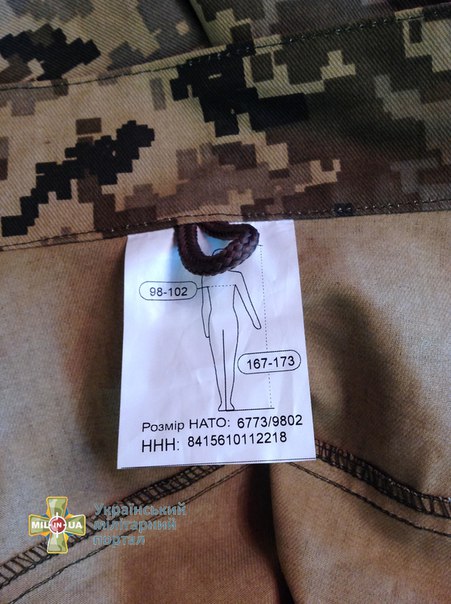 98-102
167-173
Розмір НАТО: 6773/9802
ННН: 8415610112218
MIL.IN.UA
Український
мілітарний
портал